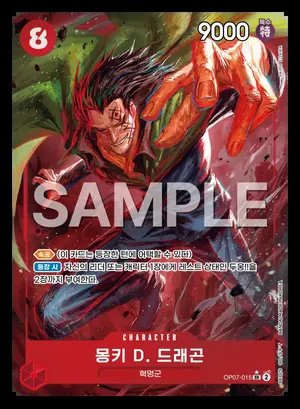 8
9000
특수
特
SAMPLE
속공 (이 카드는 등장한 턴에 어택할 수 있다)
등장 시 자신의 리더 또는 캐릭터 1장에게 레스트 상태인 두웅!!을
2장까지 부여한다.
CHARACTER
몽키 D. 드래곤
혁명군
OP07-015 SR 2